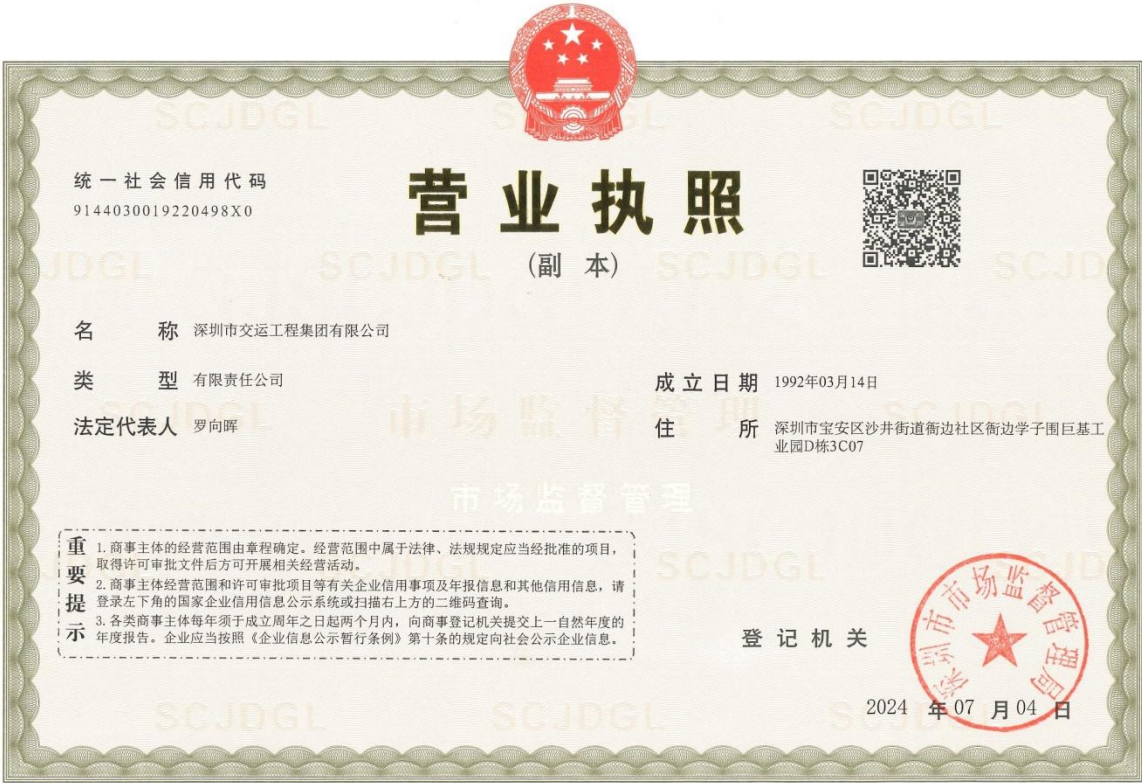 统一社会信用代码
9144030019220498X0
营业执照
(副 本)
名 称 深圳市交运工程集团有限公司
类 型 有限责任公司
法定代表人 罗向晖
成立日期 1992年03月14日
住 所 深圳市宝安区沙井街道衙边社区衙边学子围巨基工
业园D栋3C07
重要提示
1.商事主体的经营范围由章程确定。经营范围中属于法律、法规规定应当经批准的项目，
取得许可审批文件后方可开展相关经营活动。
2.商事主体经营范围和许可审批项目等有关企业信用事项及年报信息和其他信用信息，请
登录左下角的国家企业信用信息公示系统或扫描右上方的二维码查询。
3.各类商事主体每年须于成立周年之日起两个月内，向商事登记机关提交上一自然年度的
年度报告。企业应当按照《企业信息公示暂行条例》第十条的规定向社会公示企业信息。
登记机关
深圳市市场监督管理局
2024 年 07 月 04 日
SCJDGL
市场监督管理
市场监督管理